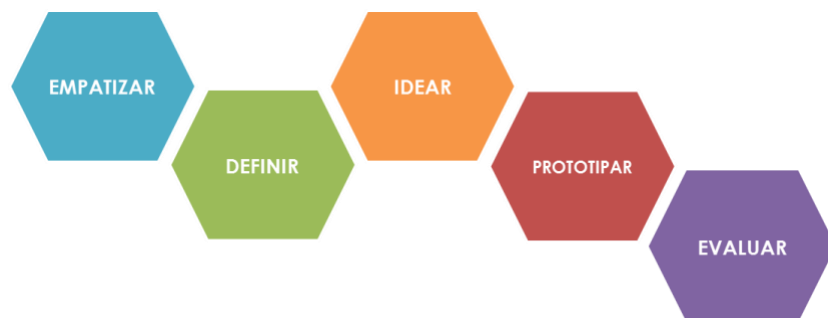 EMPATIZAR
DEFINIR
IDEAR
PROTOTIPAR
EVALUAR